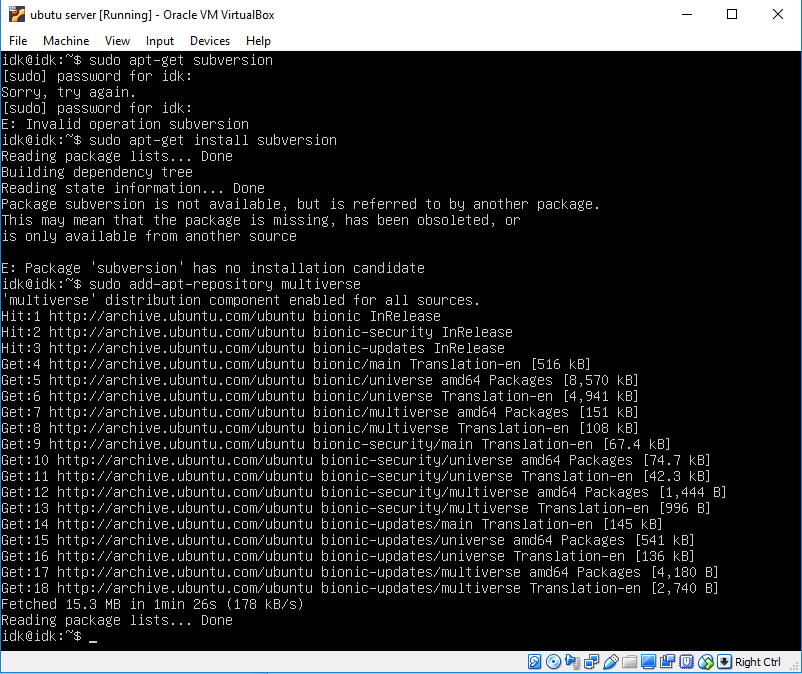 ubutu server [Running] - Oracle VM VirtualBox
File Machine View Input Devices Help
idk@idk:~$ sudo apt-get subversion
[sudo] password for idk:
Sorry, try again.
[sudo] password for idk:
E: Invalid operation subversion
idk@idk:~$ sudo apt-get install subversion
Reading package lists... Done
Building dependency tree
Reading state information... Done
Package subversion is not available, but is referred to by another package.
This may mean that the package is missing, has been obsoleted, or
is only available from another source
E: Package 'subversion' has no installation candidate
idk@idk:~$ sudo add-apt-repository multiverse
'multiverse' distribution component enabled for all sources.
Hit:1 http://archive.ubuntu.com/ubuntu bionic InRelease
Hit:2 http://archive.ubuntu.com/ubuntu bionic-security InRelease
Hit:3 http://archive.ubuntu.com/ubuntu bionic-updates InRelease
Get:4 http://archive.ubuntu.com/ubuntu bionic/main Translation-en [516 kB]
Get:5 http://archive.ubuntu.com/ubuntu bionic/universe amd64 Packages [8,570 kB]
Get:6 http://archive.ubuntu.com/ubuntu bionic/universe Translation-en [4,941 kB]
Get:7 http://archive.ubuntu.com/ubuntu bionic/multiverse amd64 Packages [151 kB]
Get:8 http://archive.ubuntu.com/ubuntu bionic/multiverse Translation-en [108 kB]
Get:9 http://archive.ubuntu.com/ubuntu bionic-security/main Translation-en [67.4 kB]
Get:10 http://archive.ubuntu.com/ubuntu bionic-security/universe amd64 Packages [74.7 kB]
Get:11 http://archive.ubuntu.com/ubuntu bionic-security/universe Translation-en [42.3 kB]
Get:12 http://archive.ubuntu.com/ubuntu bionic-security/multiverse amd64 Packages [1,444 B]
Get:13 http://archive.ubuntu.com/ubuntu bionic-security/multiverse Translation-en [996 B]
Get:14 http://archive.ubuntu.com/ubuntu bionic-updates/main Translation-en [145 kB]
Get:15 http://archive.ubuntu.com/ubuntu bionic-updates/universe amd64 Packages [541 kB]
Get:16 http://archive.ubuntu.com/ubuntu bionic-updates/universe Translation-en [136 kB]
Get:17 http://archive.ubuntu.com/ubuntu bionic-updates/multiverse amd64 Packages [4,180 B]
Get:18 http://archive.ubuntu.com/ubuntu bionic-updates/multiverse Translation-en [2,740 B]
Fetched 15.3 MB in 1min 26s (178 kB/s)
Reading package lists... Done
idk@idk:~$ _
Right Ctrl